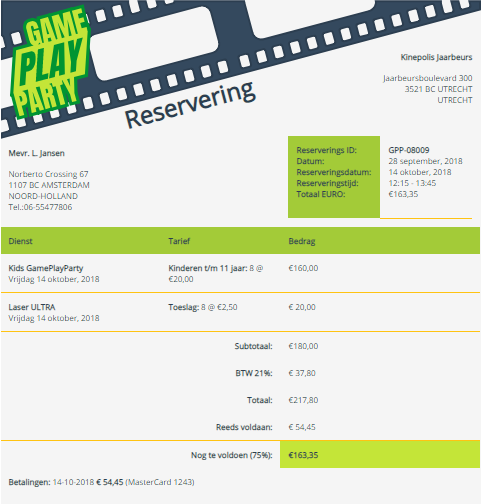 GAME
PLAY
PARTY
Reservering
Kinepolis Jaarbeurs
Jaarbeursboulevard 300
3521 BC UTRECHT
UTRECHT
Mevr. L. Jansen
Norberto Crossing 67
1107 BC AMSTERDAM
NOORD-HOLLAND
Tel.:06-55477806
Reserverings ID: GPP-08009
Datum: 28 september, 2018
Reserveringsdatum: 14 oktober, 2018
Reserveringstijd: 12:15 - 13:45
Totaal EURO: €163,35
Dienst Tarief Bedrag
Kids GamePlayParty Kinderen t/m 11 jaar: 8 @ €160,00
Vrijdag 14 oktober, 2018 €20,00
Laser ULTRA Toeslag: 8 @ €2,50 € 20,00
Vrijdag 14 oktober, 2018
Subtotaal: €180,00
BTW 21%: € 37,80
Totaal: €217,80
Reeds voldaan: € 54,45
Nog te voldoen (75%): €163,35
Betalingen: 14-10-2018 € 54,45 (MasterCard 1243)